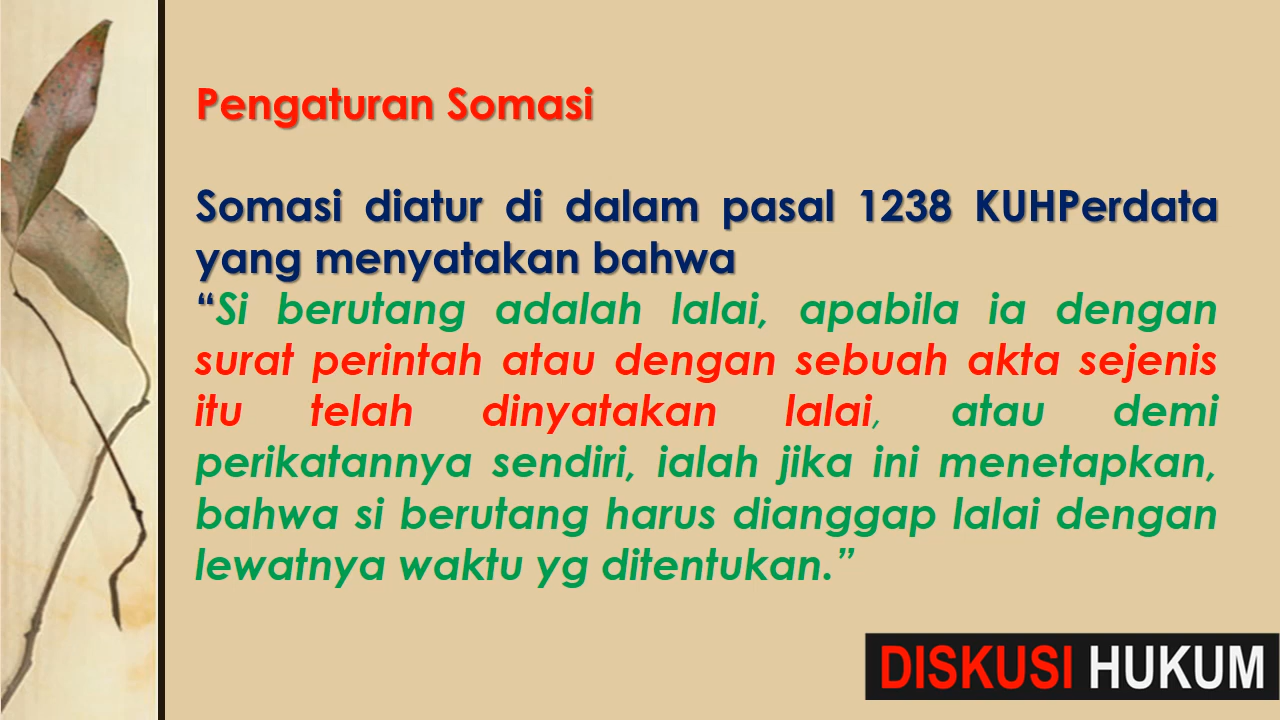 Pengaturan Somasi
Somasi diatur di dalam pasal 1238 KUHPerdata
yang menyatakan bahwa
“Si berutang adalah lalai, apabila ia dengan
surat perintah atau dengan sebuah akta sejenis
itu telah dinyatakan lalai, atau demi
perikatannya sendiri, ialah jika ini menetapkan,
bahwa si berutang harus dianggap lalai dengan
lewatnya waktu yg ditentukan.”
DISKUSI HUKUM